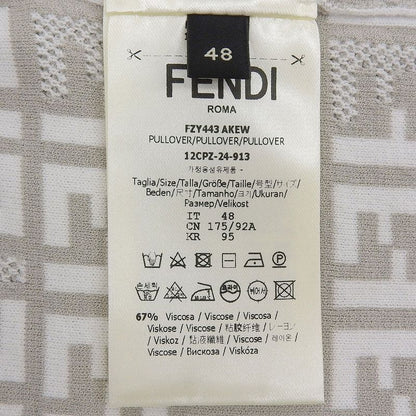 48
FENDI
ROMA
FZY443 AKEW
PULLOVER/PULLOVER/PULLOVER
12CPZ-24-913
가정용섬유제품
Taglia/Size/Talla/Größe/Taille/号型/サイズ/
Beden/尺寸/Tamanho/크기/Ukuran/
Размер/Velikost
IT 48
CN 175/92A
KR 95
67% Viscosa / Viscose / Viscosa /
Viskose / Viscose / 粘胶纤维 / レーヨン
/ Viskoz / 黏液纖維 / Viscose / 레이온 /
Viscose / Вискоза / Viskóza